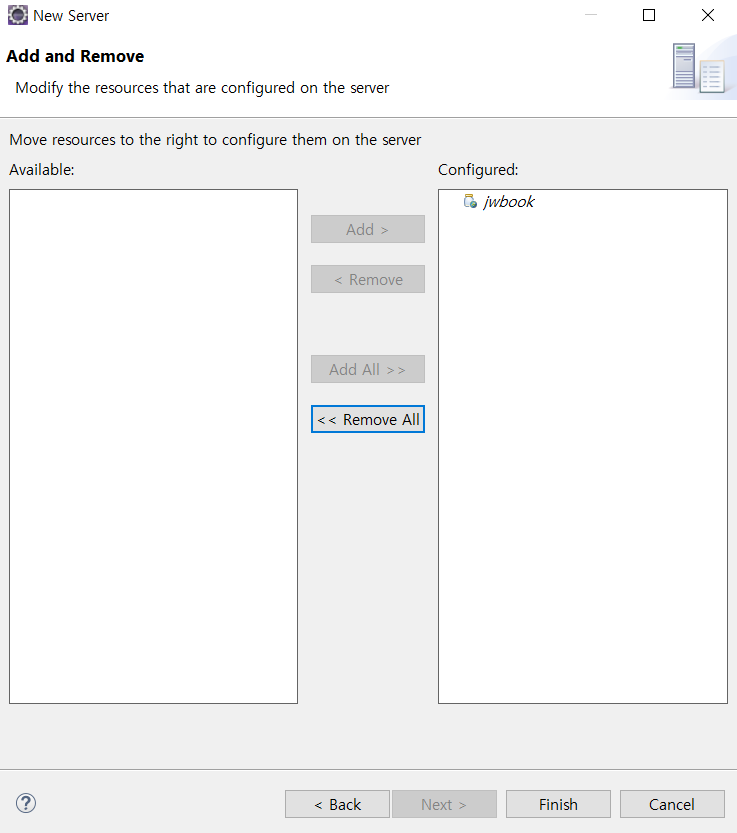 New Server
Add and Remove
Modify the resources that are configured on the server
Move resources to the right to configure them on the server
Available:
Configured:
jwbook
Add >
< Remove
Add All >>
<< Remove All
?
< Back
Next >
Finish
Cancel